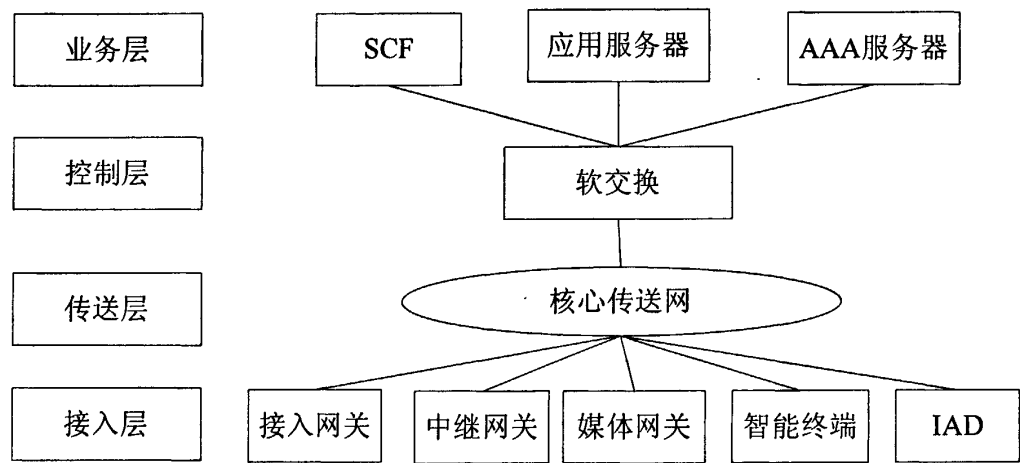 业务层
SCF
应用服务器
AAA服务器
控制层
软交换
传送层
核心传送网
接入层
接入网关
中继网关
媒体网关
智能终端
IAD